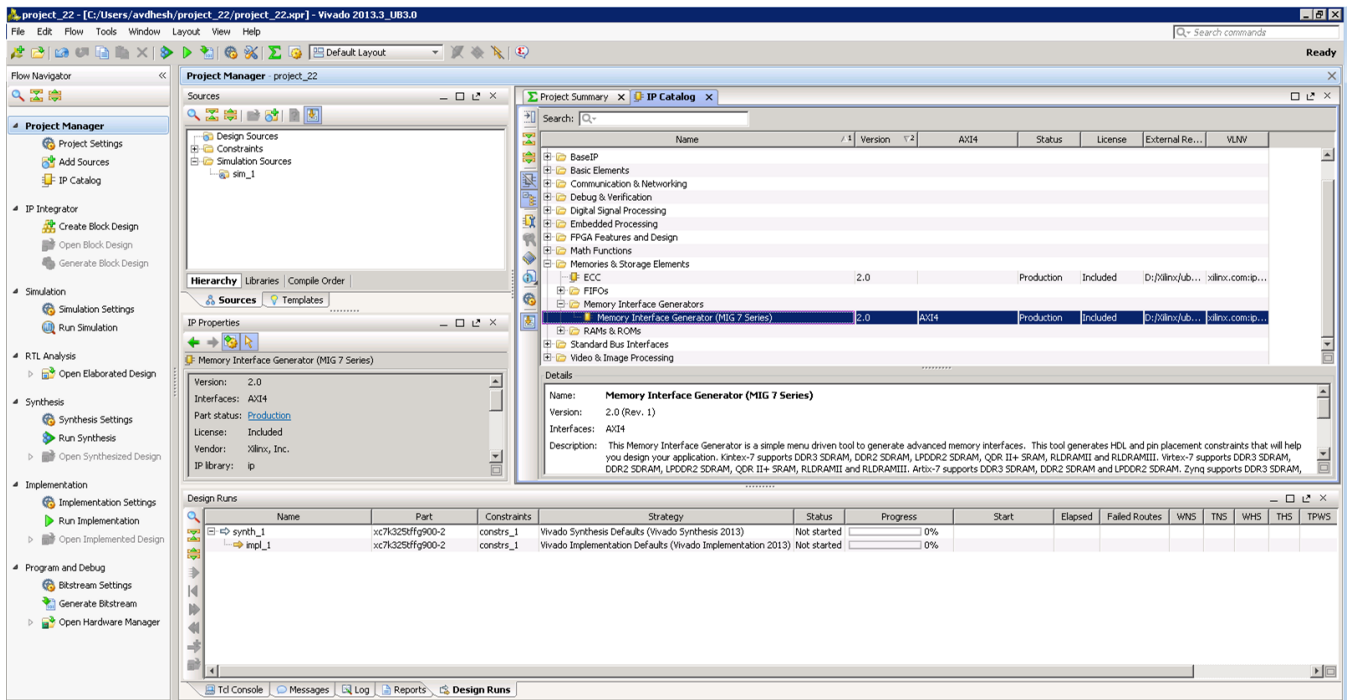 project_22 - [C:/Users/avdhesh/project_22/project_22.xpr] - Vivado 2013.3_UB3.0
File Edit Flow Tools Window Layout View Help
Search commands
Default Layout
Ready
Flow Navigator
Project Manager
Project Settings
Add Sources
IP Catalog
IP Integrator
Create Block Design
Open Block Design
Generate Block Design
Simulation
Simulation Settings
Run Simulation
RTL Analysis
Open Elaborated Design
Synthesis
Synthesis Settings
Run Synthesis
Open Synthesized Design
Implementation
Implementation Settings
Run Implementation
Open Implemented Design
Program and Debug
Bitstream Settings
Generate Bitstream
Open Hardware Manager
Project Manager - project_22
Sources
Design Sources
Constraints
Simulation Sources
sim_1
Hierarchy Libraries Compile Order
Sources Templates
IP Properties
Memory Interface Generator (MIG 7 Series)
Version: 2.0
Interfaces: AXI4
Part status: Production
License: Included
Vendor: Xilinx, Inc.
IP library: ip
Project Summary IP Catalog
Search:
Name 1 Version 2 AXI4 Status License External Re... VLNV
BaseIP
Basic Elements
Communication & Networking
Debug & Verification
Digital Signal Processing
Embedded Processing
FPGA Features and Design
Math Functions
Memories & Storage Elements
ECC 2.0 Production Included D:/Xilinx/ub... xilinx.com:ip...
FIFOs
Memory Interface Generators
Memory Interface Generator (MIG 7 Series) 2.0 AXI4 Production Included D:/Xilinx/ub... xilinx.com:ip...
RAMs & ROMs
Standard Bus Interfaces
Video & Image Processing
Details
Name: Memory Interface Generator (MIG 7 Series)
Version: 2.0 (Rev. 1)
Interfaces: AXI4
Description: This Memory Interface Generator is a simple menu driven tool to generate advanced memory interfaces. This tool generates HDL and pin placement constraints that will help
you design your application. Kintex-7 supports DDR3 SDRAM, DDR2 SDRAM, LPDDR2 SDRAM, QDR II+ SRAM, RLDRAMII and RLDRAMIII. Virtex-7 supports DDR3 SDRAM,
DDR2 SDRAM, LPDDR2 SDRAM, QDR II+ SRAM, RLDRAMII and RLDRAMIII. Artix-7 supports DDR3 SDRAM, DDR2 SDRAM and LPDDR2 SDRAM. Zynq supports DDR3 SDRAM,
Design Runs
Name Part Constraints Strategy Status Progress Start Elapsed Failed Routes WNS TNS WHS THS TPWS
synth_1 xc7k325tffg900-2 constrs_1 Vivado Synthesis Defaults (Vivado Synthesis 2013) Not started 0%
impl_1 xc7k325tffg900-2 constrs_1 Vivado Implementation Defaults (Vivado Implementation 2013) Not started 0%
Tcl Console Messages Log Reports Design Runs